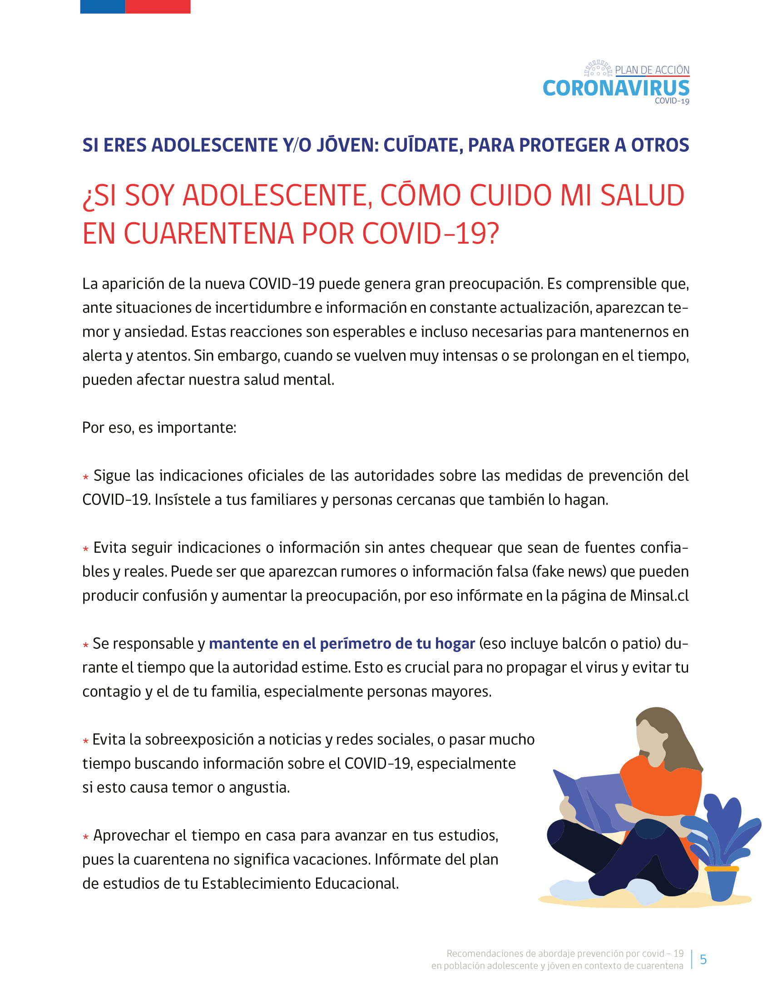 PLAN DE ACCIÓN
CORONAVIRUS
COVID-19
SI ERES ADOLESCENTE Y/O JÓVEN: CUÍDATE, PARA PROTEGER A OTROS
¿SI SOY ADOLESCENTE, CÓMO CUIDO MI SALUD
EN CUARENTENA POR COVID-19?
La aparición de la nueva COVID-19 puede genera gran preocupación. Es comprensible que,
ante situaciones de incertidumbre e información en constante actualización, aparezcan te-
mor y ansiedad. Estas reacciones son esperables e incluso necesarias para mantenernos en
alerta y atentos. Sin embargo, cuando se vuelven muy intensas o se prolongan en el tiempo,
pueden afectar nuestra salud mental.
Por eso, es importante:
* Sigue las indicaciones oficiales de las autoridades sobre las medidas de prevención del
COVID-19. Insístele a tus familiares y personas cercanas que también lo hagan.
* Evita seguir indicaciones o información sin antes chequear que sean de fuentes confia-
bles y reales. Puede ser que aparezcan rumores o información falsa (fake news) que pueden
producir confusión y aumentar la preocupación, por eso infórmate en la página de Minsal.cl
* Se responsable y mantente en el perímetro de tu hogar (eso incluye balcón o patio) du-
rante el tiempo que la autoridad estime. Esto es crucial para no propagar el virus y evitar tu
contagio y el de tu familia, especialmente personas mayores.
* Evita la sobreexposición a noticias y redes sociales, o pasar mucho
tiempo buscando información sobre el COVID-19, especialmente
si esto causa temor o angustia.
* Aprovechar el tiempo en casa para avanzar en tus estudios,
pues la cuarentena no significa vacaciones. Infórmate del plan
de estudios de tu Establecimiento Educacional.
Recomendaciones de abordaje prevención por covid - 19
en población adolescente y jóven en contexto de cuarentena
5